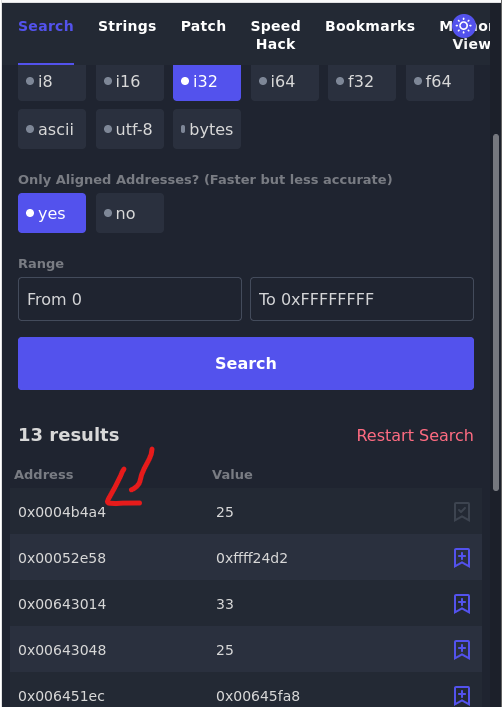 Search Strings Patch Speed Hack Bookmarks View
i8 i16 i32 i64 f32 f64
ascii utf-8 bytes
Only Aligned Addresses? (Faster but less accurate)
yes no
Range
From 0 To 0xFFFFFFFF
Search
13 results Restart Search
Address Value
0x0004b4a4 25
0x00052e58 0xffff24d2
0x00643014 33
0x00643048 25
0x006451ec 0x00645fa8